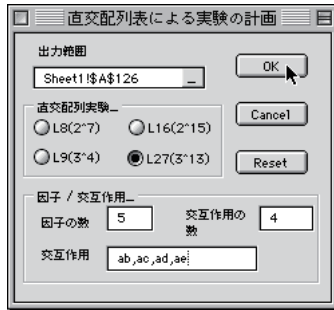 直交配列表による実験の計画
出力範囲
Sheet1!$A$126
OK
直交配列実験
L8(2^7)
L16(2^15)
Cancel
L9(3^4)
L27(3^13)
Reset
因子 / 交互作用
因子の数
5
交互作用の
数
4
交互作用
ab,ac,ad,ae